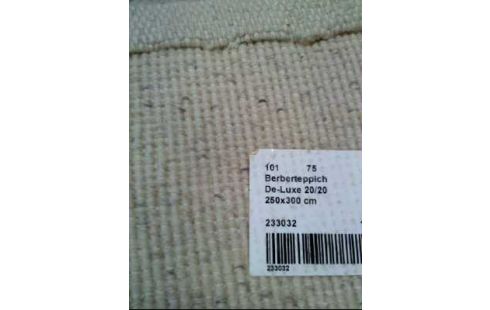 101 75
Berberteppich
De-Luxe 20/20
250x300 cm
233032
233032